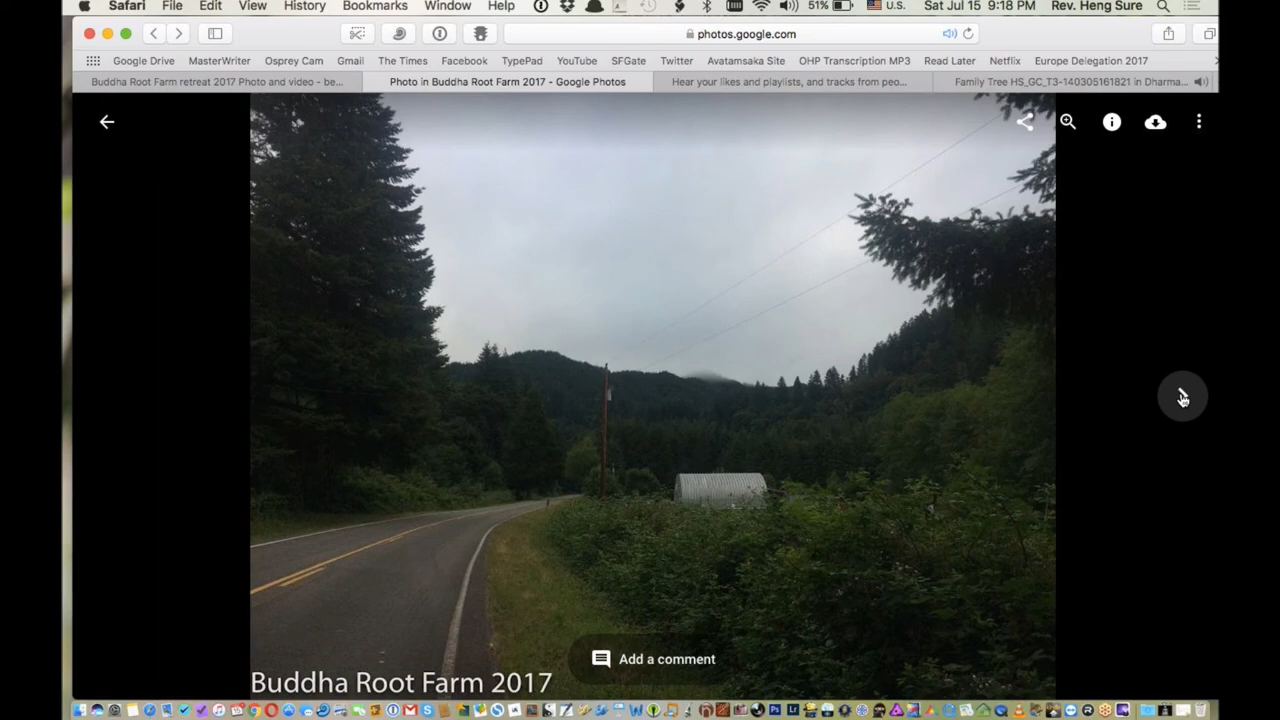 Safari File Edit View History Bookmarks Window Help 51% U.S. Sat Jul 15 9:18 PM Rev. Heng Sure
photos.google.com
Google Drive MasterWriter Osprey Cam Gmail The Times Facebook TypePad YouTube SFGate Twitter Avatamsaka Site OHP Transcription MP3 Read Later Netflix Europe Delegation 2017
Buddha Root Farm retreat 2017 Photo and video - be... Photo in Buddha Root Farm 2017 - Google Photos Hear your likes and playlists, and tracks from peo... Family Tree HS_GC_T3-140305161821 in Dharma...
Add a comment
Buddha Root Farm 2017